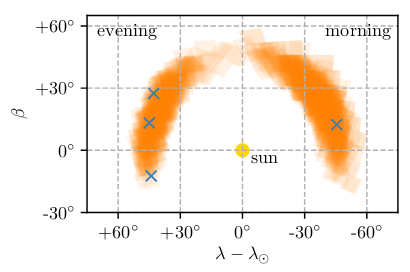 +60°
evening
morning
+30°
β
0°
sun
-30°
+60° +30° 0° -30° -60°
λ − λ☉